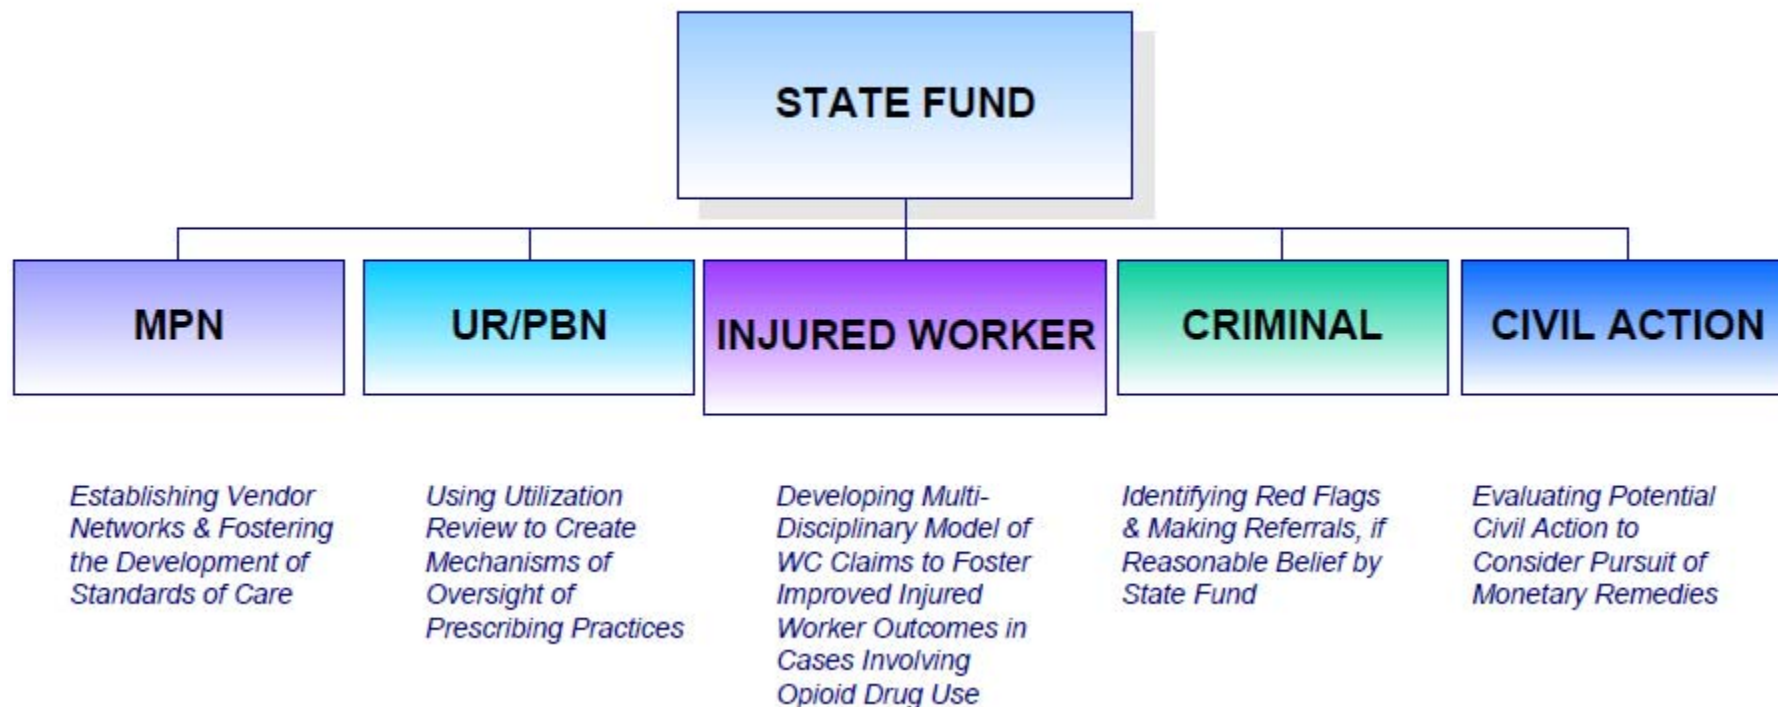 STATE FUND
MPN
UR/PBN
INJURED WORKER
CRIMINAL
CIVIL ACTION
Establishing Vendor
Networks & Fostering
the Development of
Standards of Care
Using Utilization
Review to Create
Mechanisms of
Oversight of
Prescribing Practices
Developing Multi-
Disciplinary Model of
WC Claims to Foster
Improved Injured
Worker Outcomes in
Cases Involving
Opioid Drug Use
Identifying Red Flags
& Making Referrals, if
Reasonable Belief by
State Fund
Evaluating Potential
Civil Action to
Consider Pursuit of
Monetary Remedies